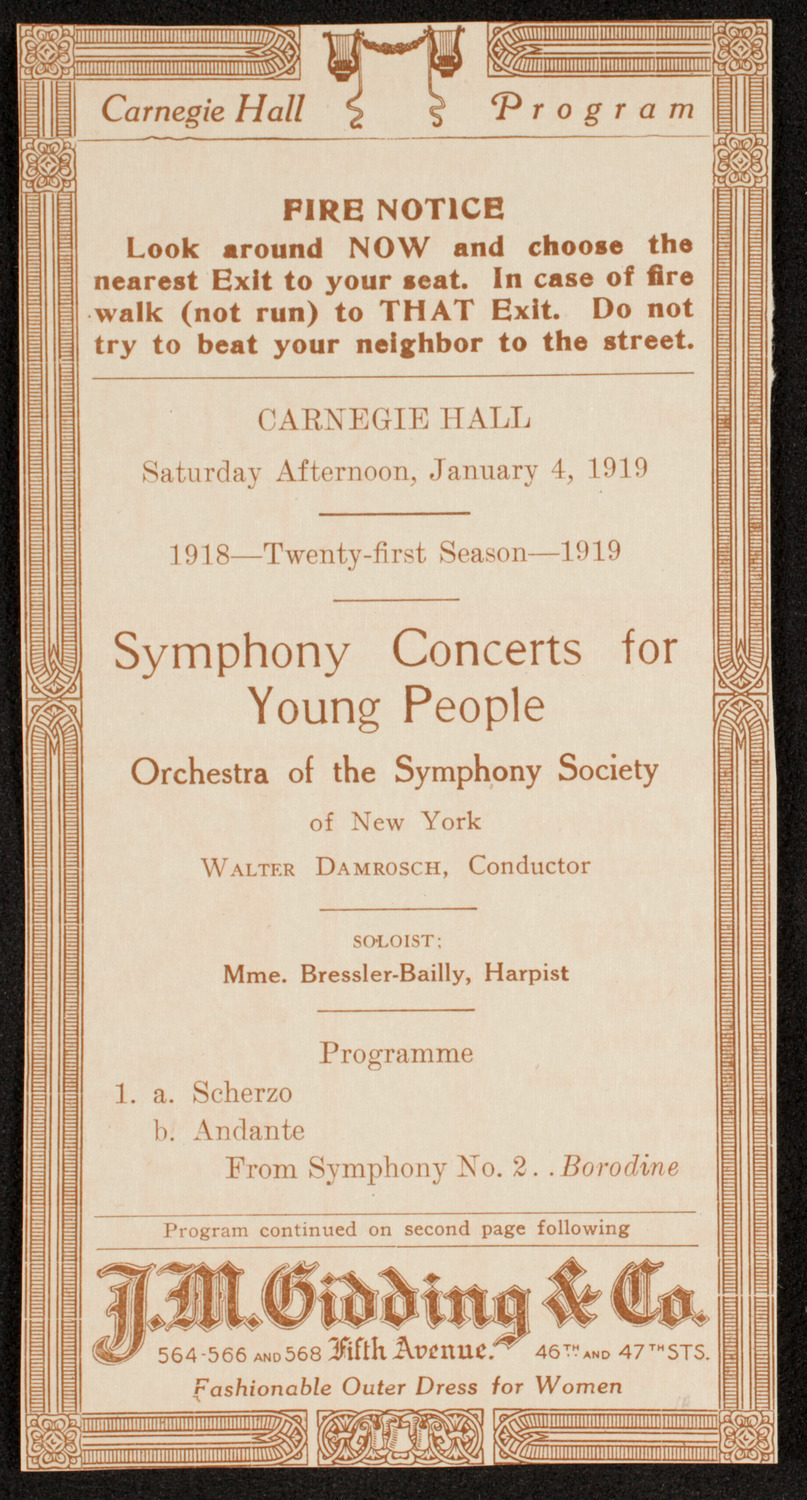 Carnegie Hall Program
FIRE NOTICE
Look around NOW and choose the
nearest Exit to your seat. In case of fire
walk (not run) to THAT Exit. Do not
try to beat your neighbor to the street.
CARNEGIE HALL
Saturday Afternoon, January 4, 1919
1918—Twenty-first Season—1919
Symphony Concerts for
Young People
Orchestra of the Symphony Society
of New York
WALTER DAMROSCH, Conductor
SOLOIST;
Mme. Bressler-Bailly, Harpist
Programme
1. a. Scherzo
b. Andante
From Symphony No. 2. . Borodine
Program continued on second page following
J.M. Gidding & Co.
564-566 AND 568 Fifth Avenue. 46TH AND 47TH STS.
Fashionable Outer Dress for Women